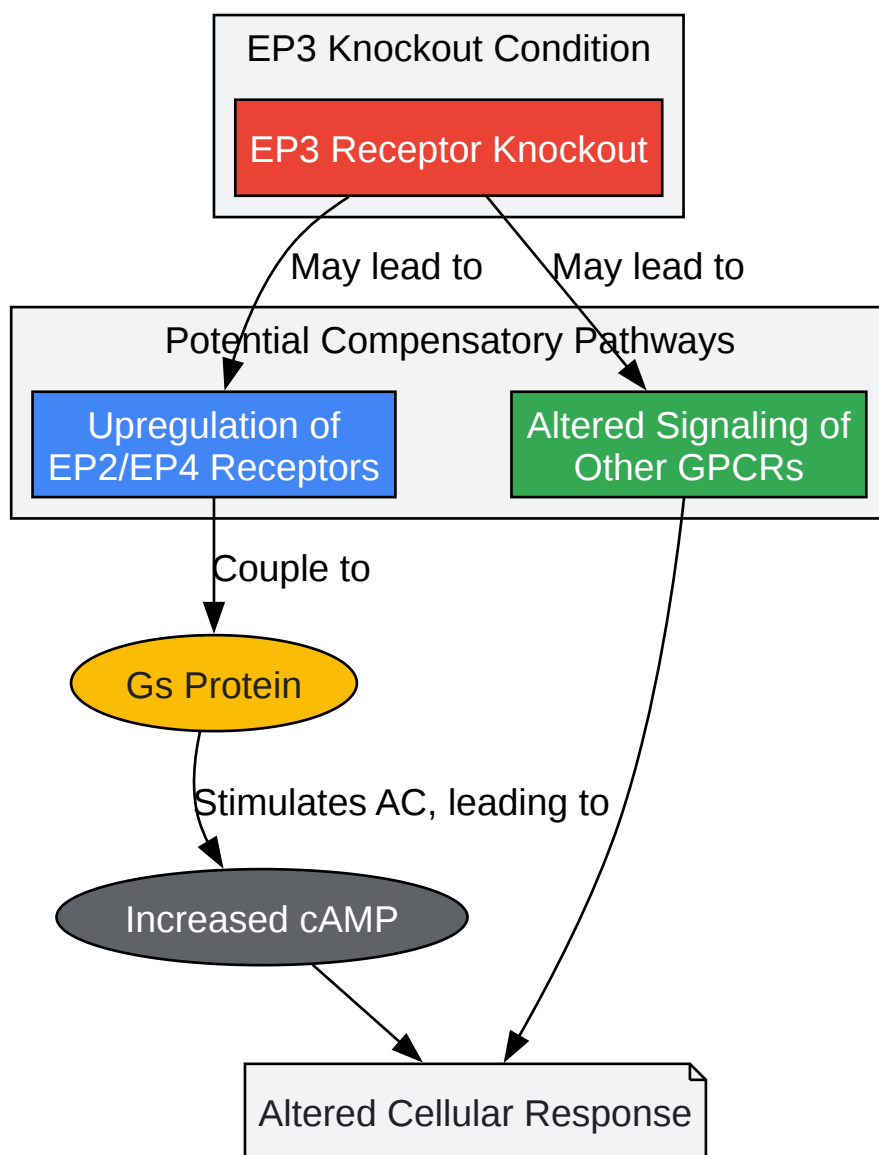 EP3 Knockout Condition
EP3 Receptor Knockout
May lead to
May lead to
Potential Compensatory Pathways
Upregulation of
EP2/EP4 Receptors
Altered Signaling of
Other GPCRs
Couple to
Gs Protein
Stimulates AC, leading to
Increased cAMP
Altered Cellular Response